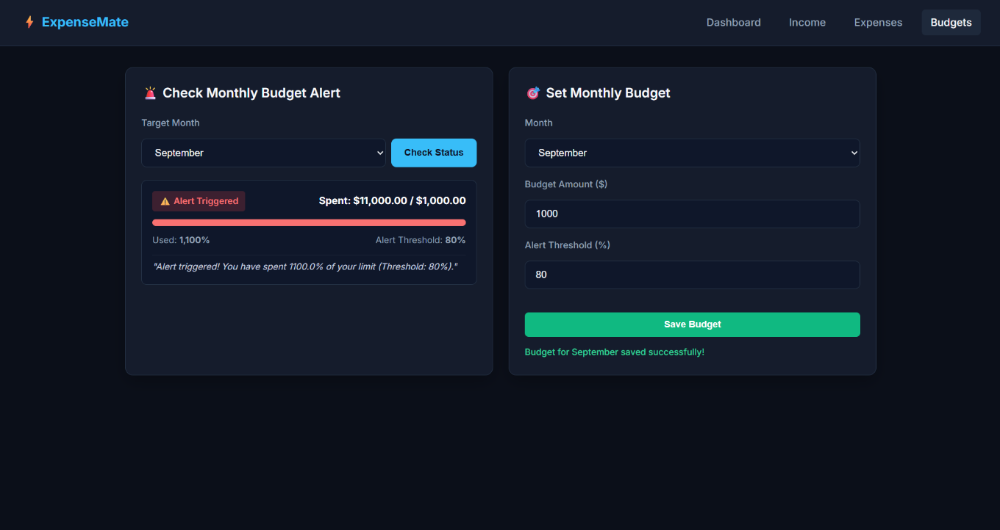 ExpenseMate
Dashboard Income Expenses Budgets
Check Monthly Budget Alert
Target Month
September
Check Status
Alert Triggered
Spent: $11,000.00 / $1,000.00
Used: 1,100%
Alert Threshold: 80%
"Alert triggered! You have spent 1100.0% of your limit (Threshold: 80%)."
Set Monthly Budget
Month
September
Budget Amount ($)
1000
Alert Threshold (%)
80
Save Budget
Budget for September saved successfully!